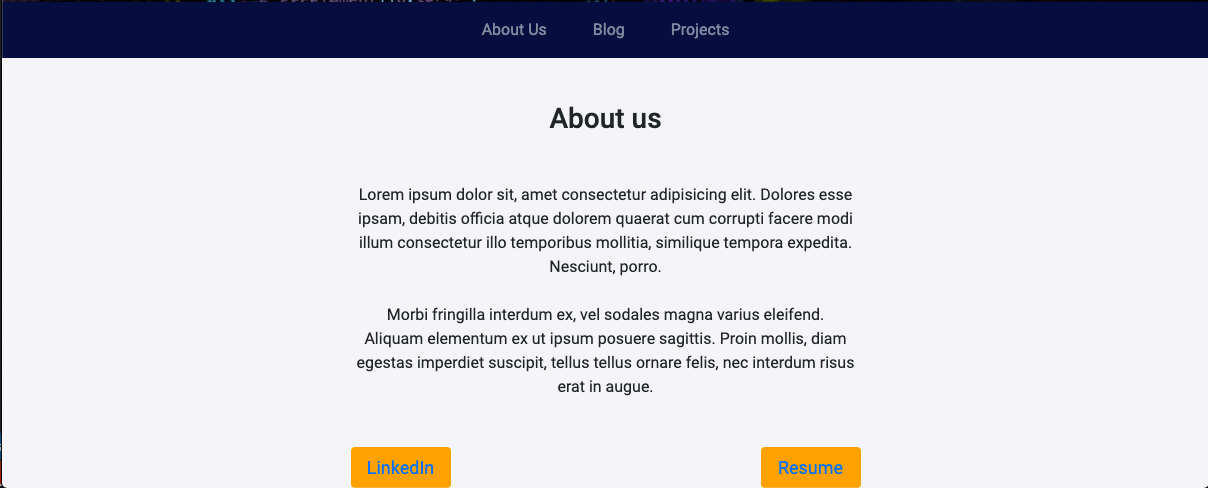 About Us Blog Projects
About us
Lorem ipsum dolor sit, amet consectetur adipisicing elit. Dolores esse
ipsam, debitis officia atque dolorem quaerat cum corrupti facere modi
illum consectetur illo temporibus mollitia, similique tempora expedita.
Nesciunt, porro.
Morbi fringilla interdum ex, vel sodales magna varius eleifend.
Aliquam elementum ex ut ipsum posuere sagittis. Proin mollis, diam
egestas imperdiet suscipit, tellus tellus ornare felis, nec interdum risus
erat in augue.
LinkedIn Resume